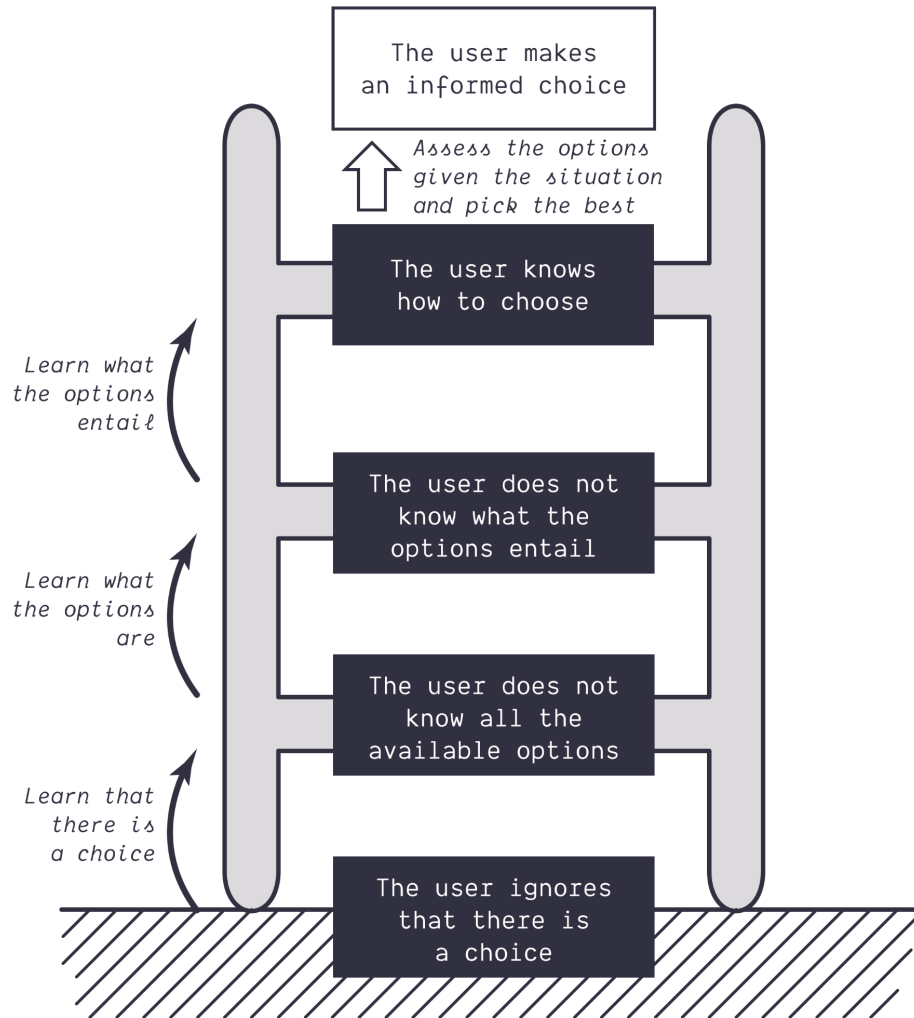 The user makes
an informed choice
Assess the options
given the situation
and pick the best
The user knows
how to choose
Learn what
the options
entail
The user does not
know what the
options entail
Learn what
the options
are
The user does not
know all the
available options
Learn that
there is
a choice
The user ignores
that there is
a choice